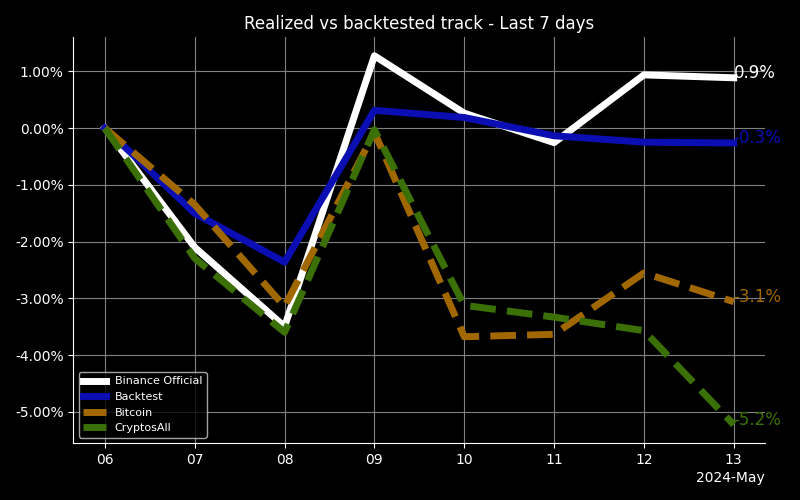 Realized vs backtested track - Last 7 days
1.00%
0.00%
-1.00%
-2.00%
-3.00%
-4.00%
-5.00%
0.9%
-0.3%
-3.1%
-5.2%
Binance Official
Backtest
Bitcoin
CryptosAll
06 07 08 09 10 11 12 13
2024-May